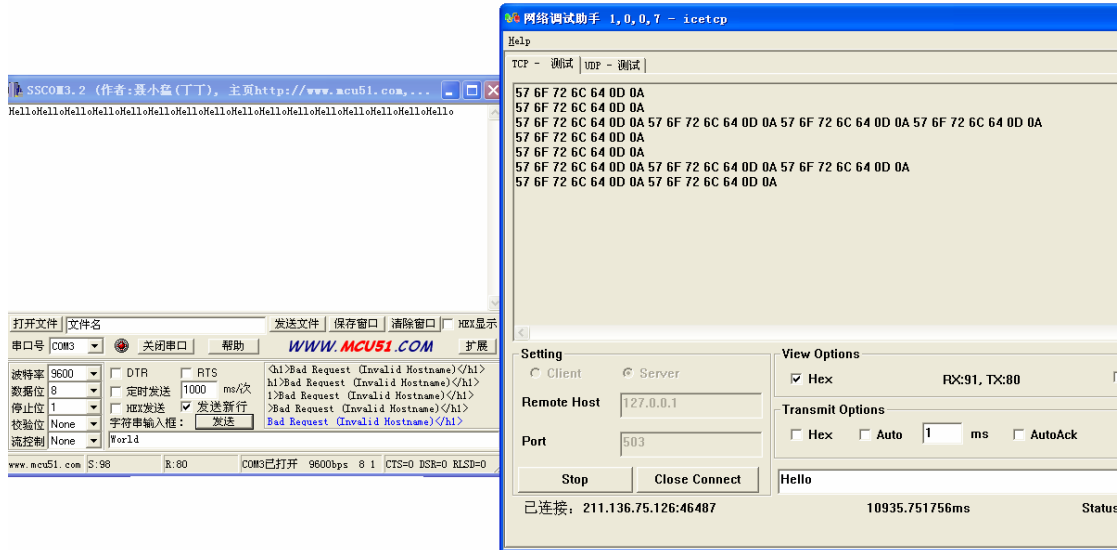 SSCOM3.2 (作者:聂小猛(丁丁), 主页http://www.mcu51.com,...
HelloHelloHelloHelloHelloHelloHelloHelloHelloHelloHelloHelloHelloHelloHelloHello
打开文件 文件名 发送文件 保存窗口 清除窗口 HEX显示
串口号 COM3 关闭串口 帮助 WWW.MCU51.COM 扩展
波特率 9600 DTR RTS
数据位 8 定时发送 1000 ms/次
停止位 1 HEX发送 发送新行
校验位 None 字符串输入框: 发送
流控制 None World
<h1>Bad Request (Invalid Hostname)</h1>
h1>Bad Request (Invalid Hostname)</h1>
1>Bad Request (Invalid Hostname)</h1>
>Bad Request (Invalid Hostname)</h1>
Bad Request (Invalid Hostname)</h1>
www.mcu51.com S:98 R:80 COM3已打开 9600bps 8 1 CTS=0 DSR=0 RLSD=0
网络调试助手 1,0,0,7 - icetcp
Help
TCP - 测试 UDP - 测试
57 6F 72 6C 64 0D 0A
57 6F 72 6C 64 0D 0A
57 6F 72 6C 64 0D 0A 57 6F 72 6C 64 0D 0A 57 6F 72 6C 64 0D 0A 57 6F 72 6C 64 0D 0A
57 6F 72 6C 64 0D 0A
57 6F 72 6C 64 0D 0A
57 6F 72 6C 64 0D 0A 57 6F 72 6C 64 0D 0A 57 6F 72 6C 64 0D 0A
57 6F 72 6C 64 0D 0A 57 6F 72 6C 64 0D 0A
Setting
Client Server
Remote Host 127.0.0.1
Port 503
Stop Close Connect
View Options
Hex RX:91, TX:80
Transmit Options
Hex Auto 1 ms AutoAck
Hello
已连接: 211.136.75.126:46487 10935.751756ms Status